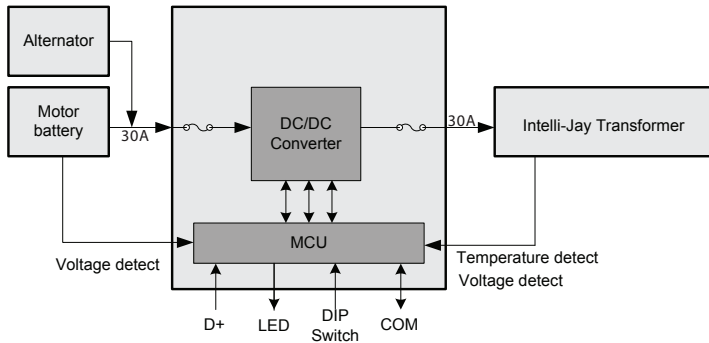 Alternator
Motor
battery
30A
DC/DC
Converter
30A
Intelli-Jay Transformer
MCU
Voltage detect
Temperature detect
Voltage detect
D+
LED
DIP
Switch
COM